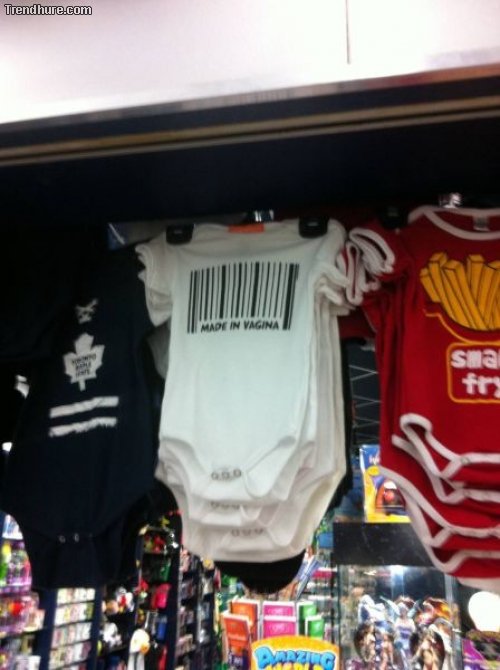 Trendhure.com
MADE IN VAGINA
TORONTO
MAPLE
LEAFS
sma
fry
AMAZING